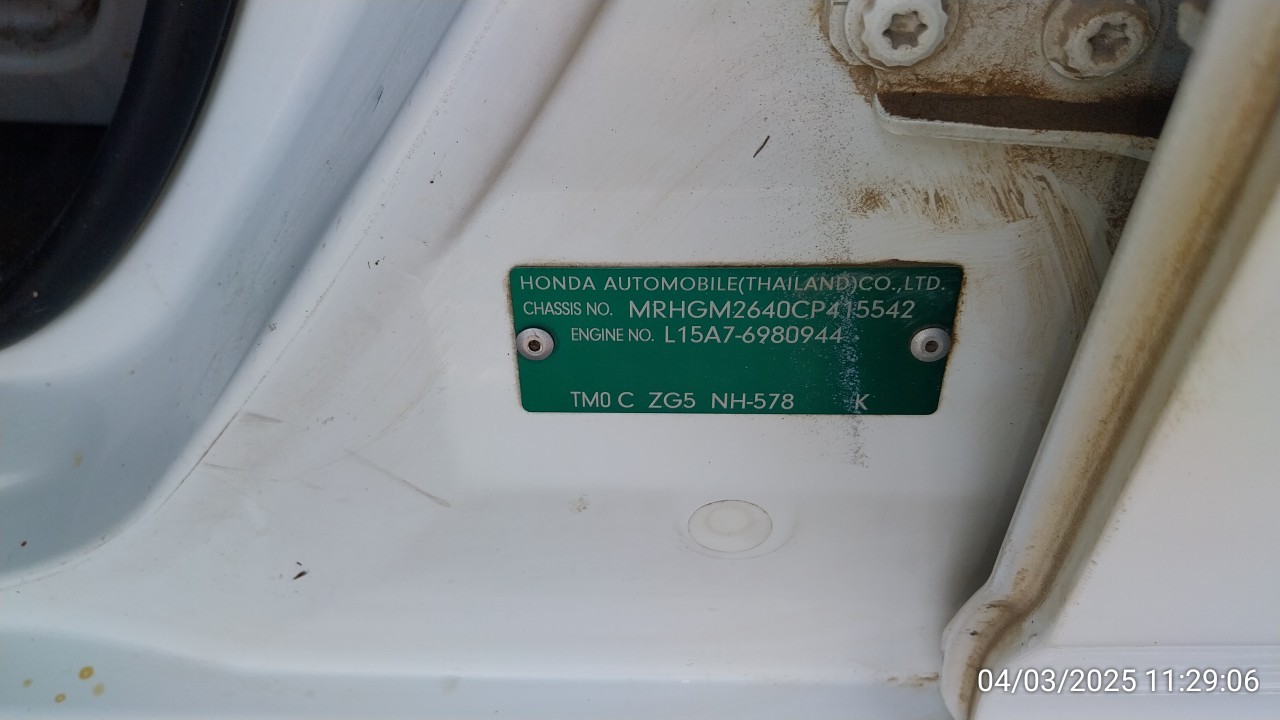 HONDA AUTOMOBILE(THAILAND)CO.,LTD.
CHASSIS NO. MRHGM2640CP415542
ENGINE NO. L15A7-6980944
TM0 C ZG5 NH-578 K
04/03/2025 11:29:06